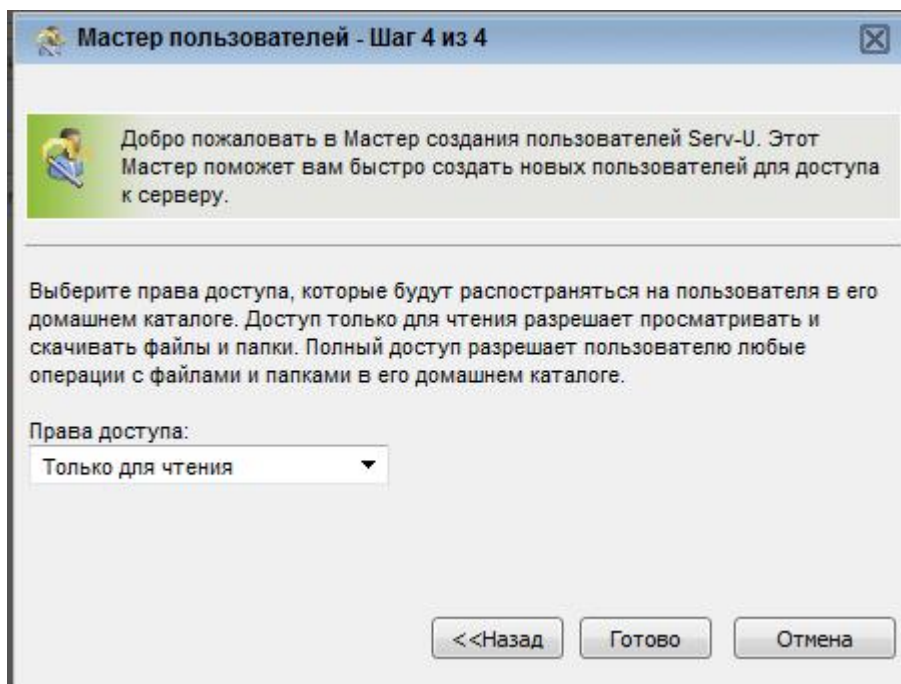 Мастер пользователей - Шаг 4 из 4
Добро пожаловать в Мастер создания пользователей Serv-U. Этот
Мастер поможет вам быстро создать новых пользователей для доступа
к серверу.
Выберите права доступа, которые будут распостраняться на пользователя в его
домашнем каталоге. Доступ только для чтения разрешает просматривать и
скачивать файлы и папки. Полный доступ разрешает пользователю любые
операции с файлами и папками в его домашнем каталоге.
Права доступа:
Только для чтения
<<Назад Готово Отмена